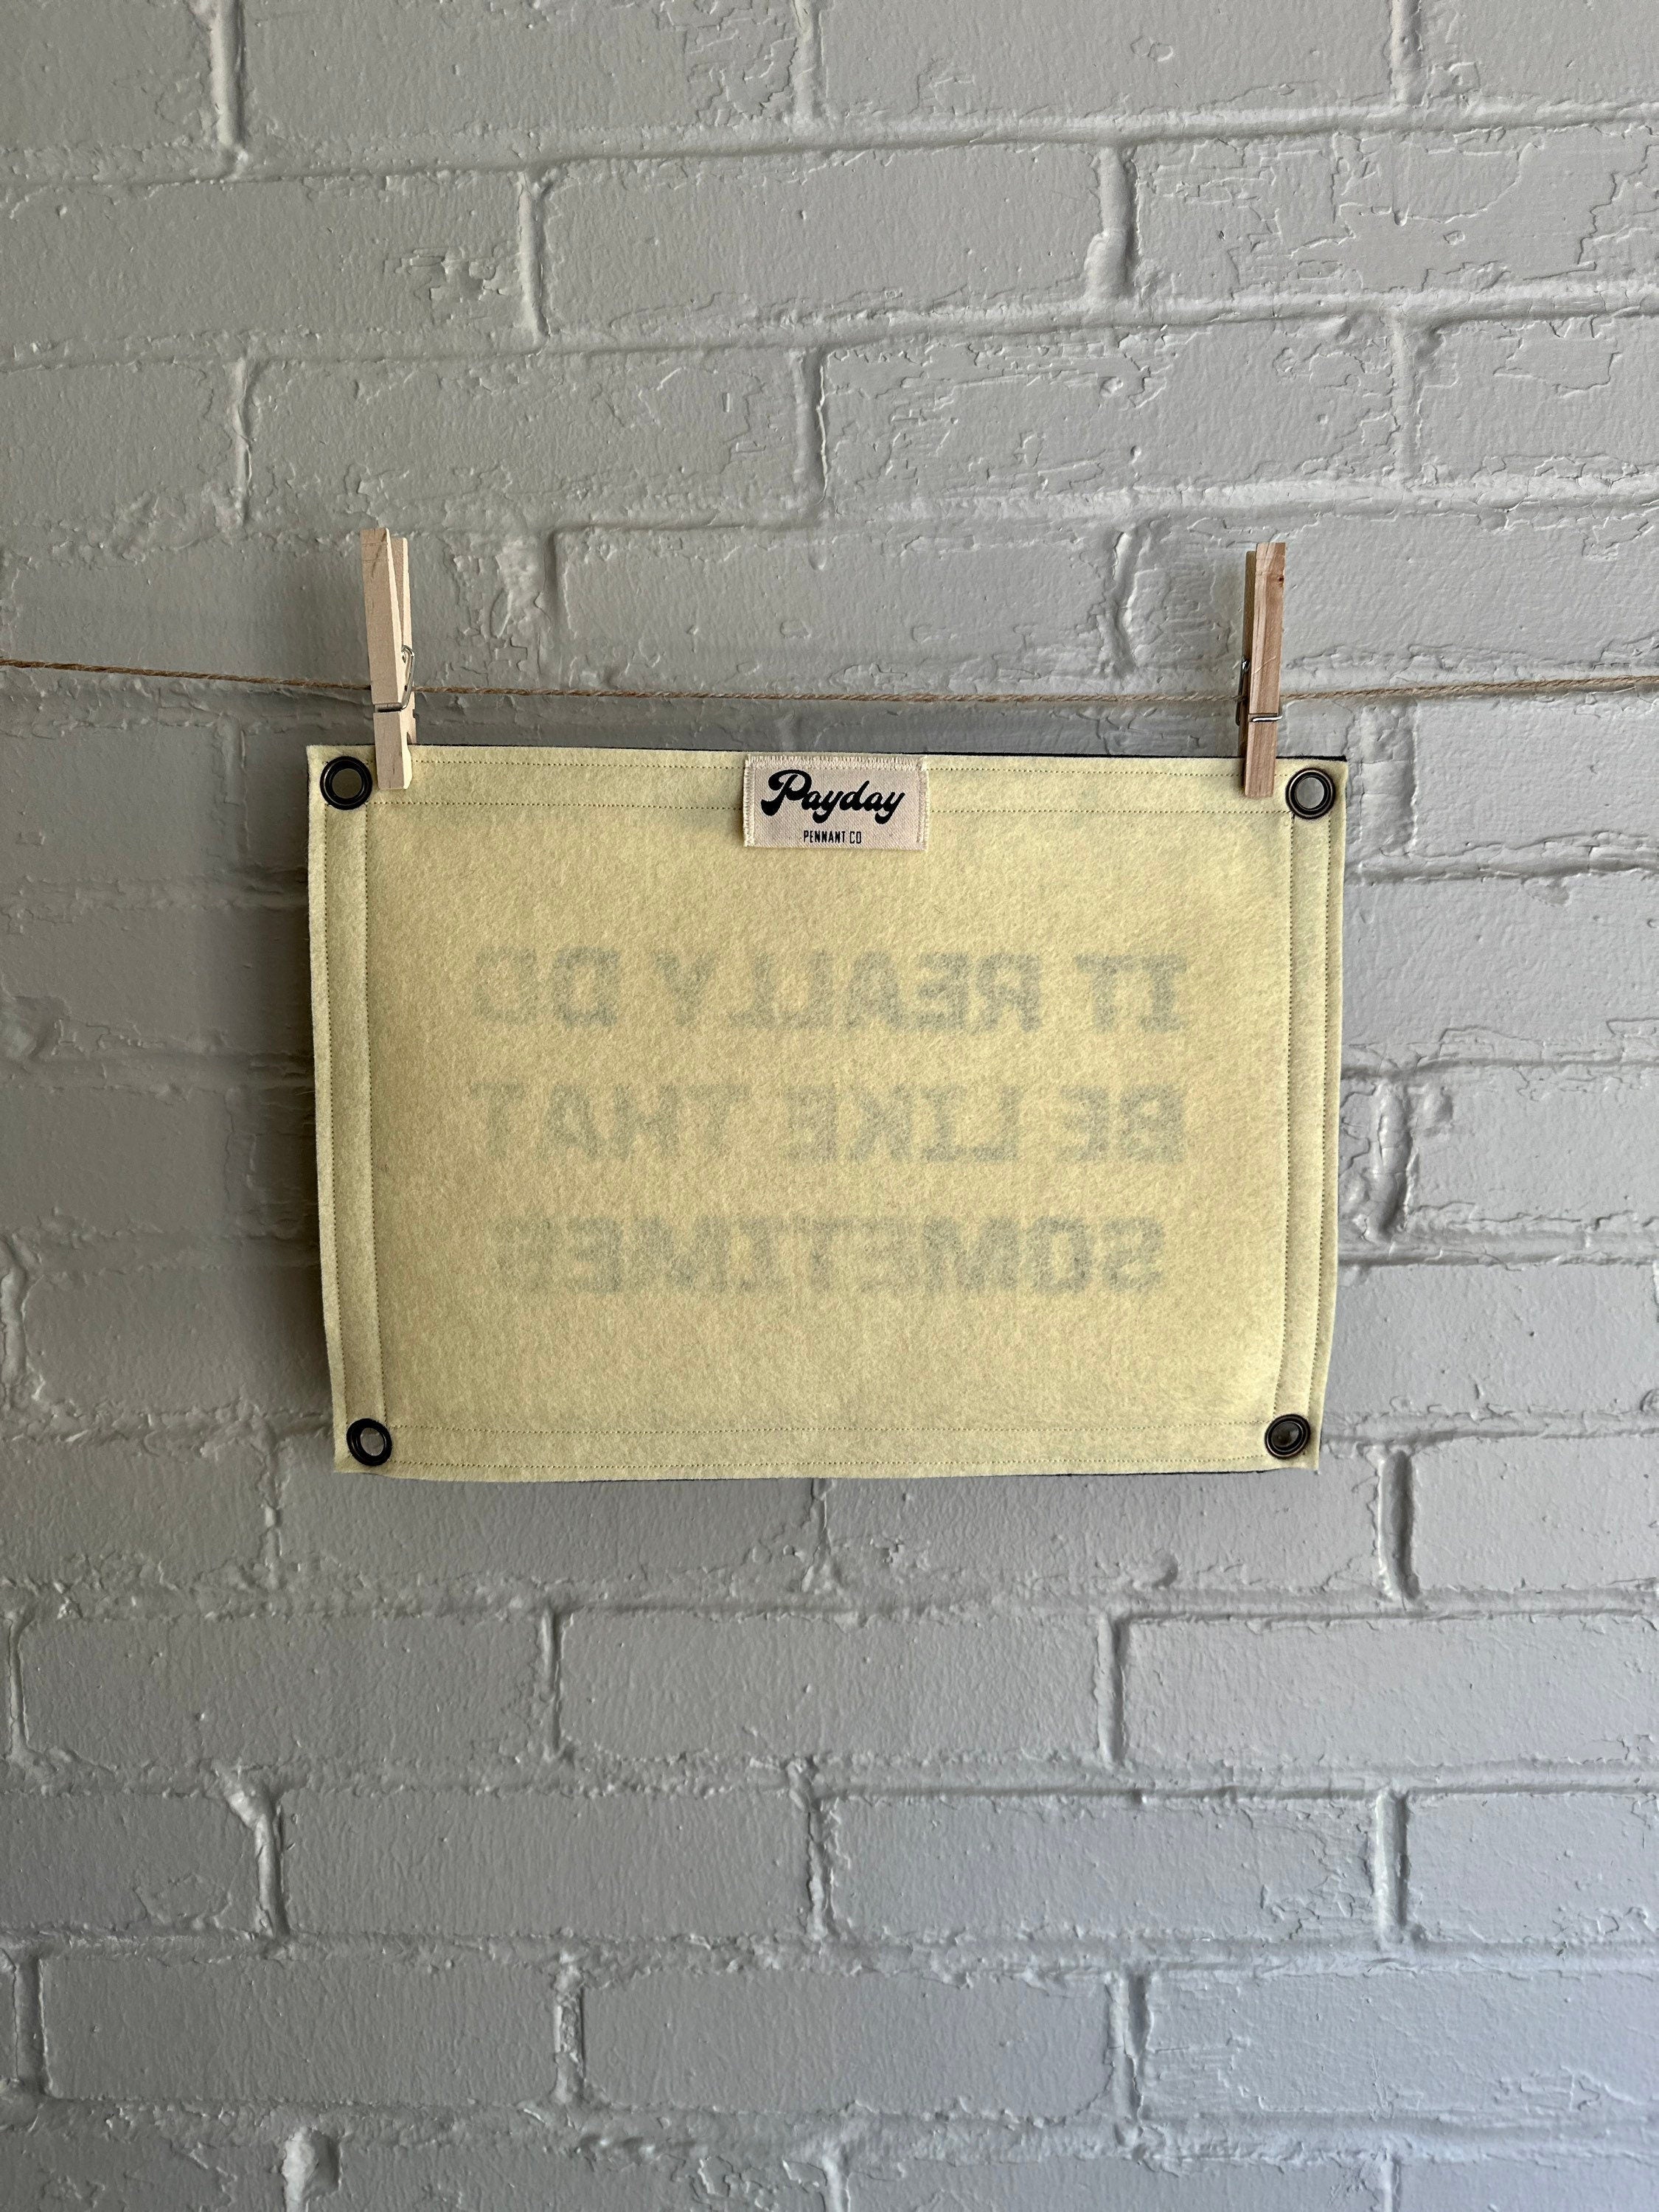 Payday
PENNANT CO
IT REALLY DO
BE LIKE THAT
SOMETIMES